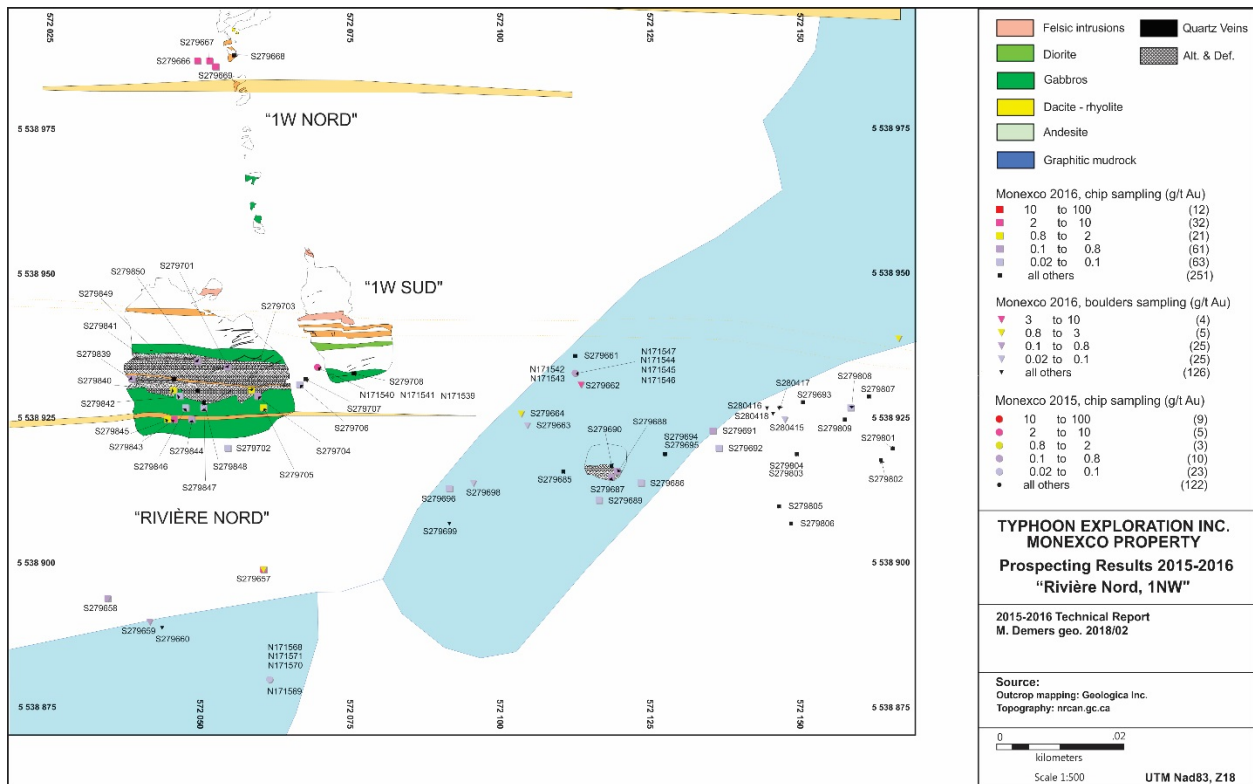 572 025
572 050
572 075
572 100
572 125
572 150
S279667
S279668
S279666
S279669
"1W NORD"
5 538 975
5 538 975
5 538 950
5 538 950
S279701
S279850
S279849
S279703
"1W SUD"
S279841
S279839
S279840
S279842
S279845
S279843
S279844
S279846
S279847
S279848
S279702
S279705
S279704
S279706
S279707
S279708
N171540
N171541
N171538
5 538 925
5 538 925
S279661
N171542
N171543
N171547
N171544
N171545
N171546
S279662
S279664
S279663
S279690
S279688
S279694
S279695
S279691
S279692
S279685
S279687
S279689
S279686
S279696
S279698
S279699
S280416
S280418
S280417
S280415
S279693
S279808
S279807
S279809
S279801
S279802
S279804
S279803
S279805
S279806
"RIVIÈRE NORD"
5 538 900
5 538 900
S279657
S279658
S279659
S279660
N171568
N171571
N171570
N171569
5 538 875
5 538 875
572 050
572 075
572 100
572 125
572 150
Felsic intrusions
Diorite
Gabbros
Dacite - rhyolite
Andesite
Graphitic mudrock
Quartz Veins
Alt. & Def.
Monexco 2016, chip sampling (g/t Au)
10 to 100 (12)
2 to 10 (32)
0.8 to 2 (21)
0.1 to 0.8 (61)
0.02 to 0.1 (63)
all others (251)
Monexco 2016, boulders sampling (g/t Au)
3 to 10 (4)
0.8 to 3 (5)
0.1 to 0.8 (25)
0.02 to 0.1 (25)
all others (126)
Monexco 2015, chip sampling (g/t Au)
10 to 100 (9)
2 to 10 (5)
0.8 to 2 (3)
0.1 to 0.8 (10)
0.02 to 0.1 (23)
all others (122)
TYPHOON EXPLORATION INC.
MONEXCO PROPERTY
Prospecting Results 2015-2016
"Rivière Nord, 1NW"
2015-2016 Technical Report
M. Demers geo. 2018/02
Source:
Outcrop mapping: Geologica Inc.
Topography: nrcan.gc.ca
0 .02
kilometers
Scale 1:500
UTM Nad83, Z18